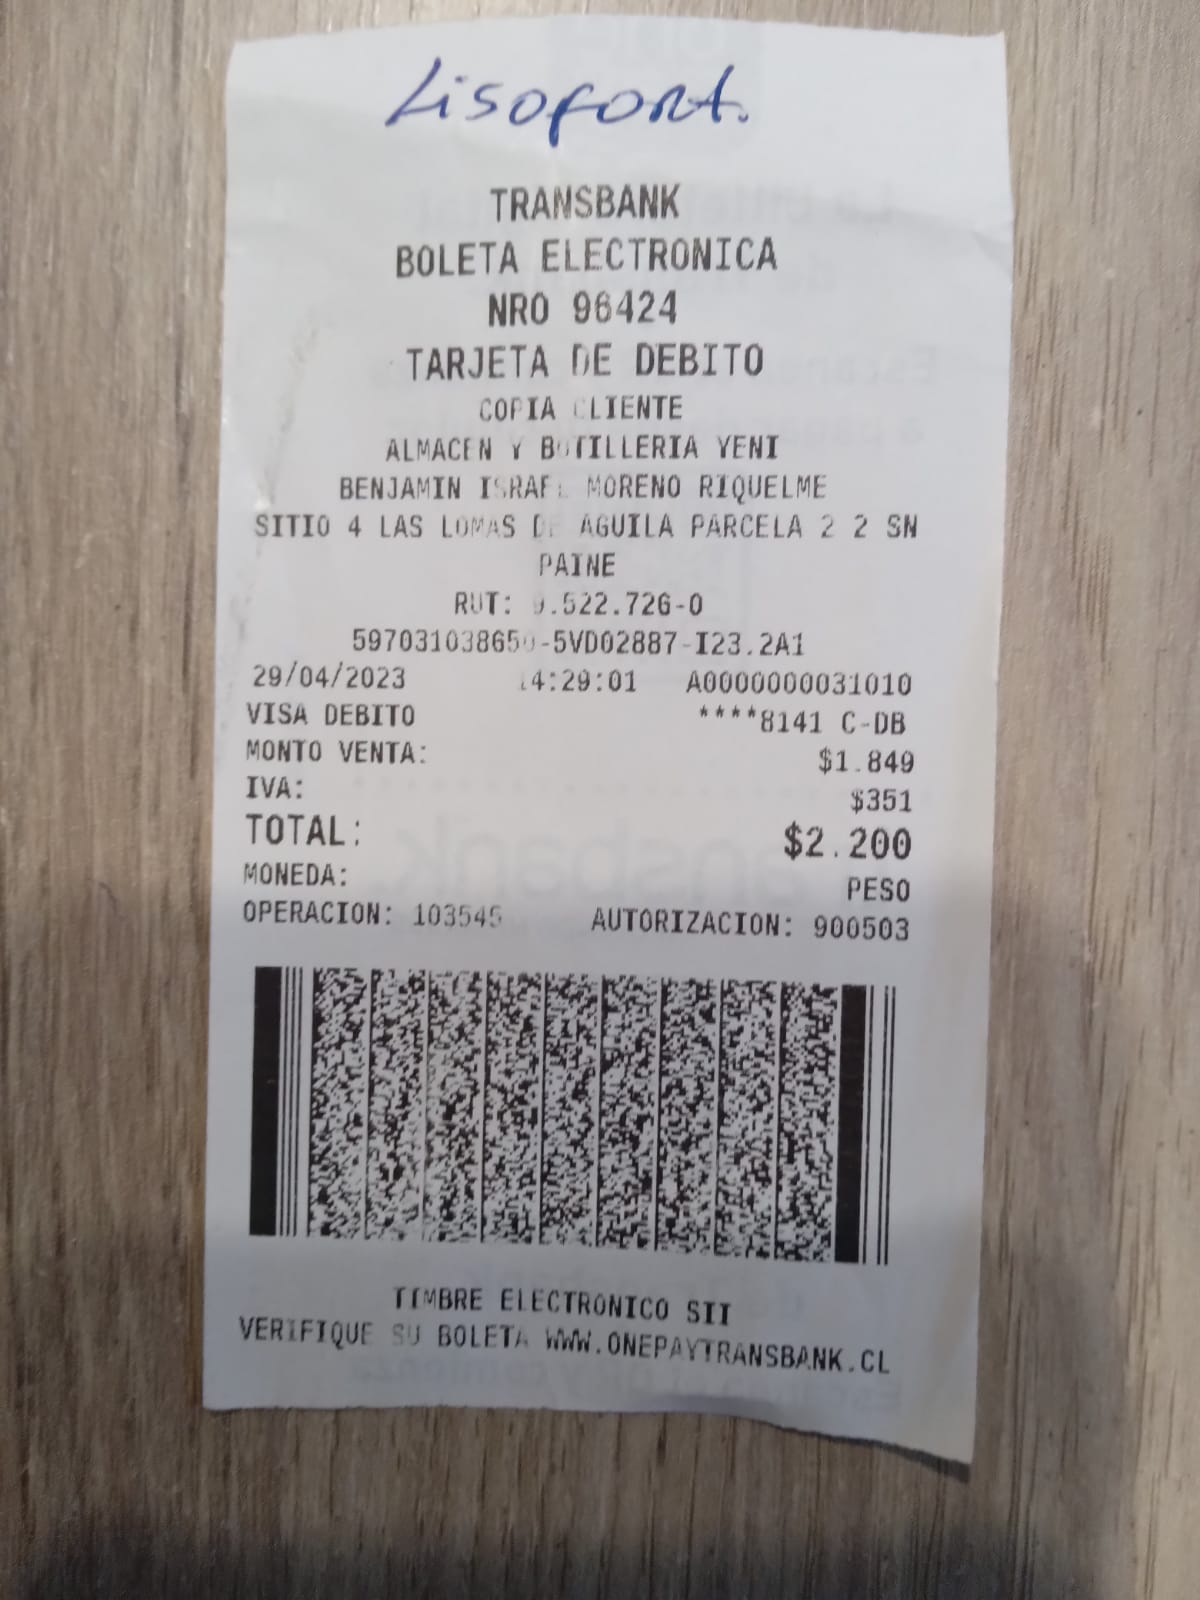 Lisofort.
TRANSBANK
BOLETA ELECTRONICA
NRO 96424
TARJETA DE DEBITO
COPIA CLIENTE
ALMACEN Y BOTILLERIA YENI
BENJAMIN ISRAEL MORENO RIQUELME
SITIO 4 LAS LOMAS DE AGUILA PARCELA 2 2 SN
PAINE
RUT: 9.522.726-0
597031038650-5VD02887-I23.2A1
29/04/2023 14:29:01 A0000000031010
VISA DEBITO ****8141 C-DB
MONTO VENTA: $1.849
IVA: $351
TOTAL: $2.200
MONEDA: PESO
OPERACION: 103545 AUTORIZACION: 900503
TIMBRE ELECTRONICO SII
VERIFIQUE SU BOLETA WWW.ONEPAYTRANSBANK.CL